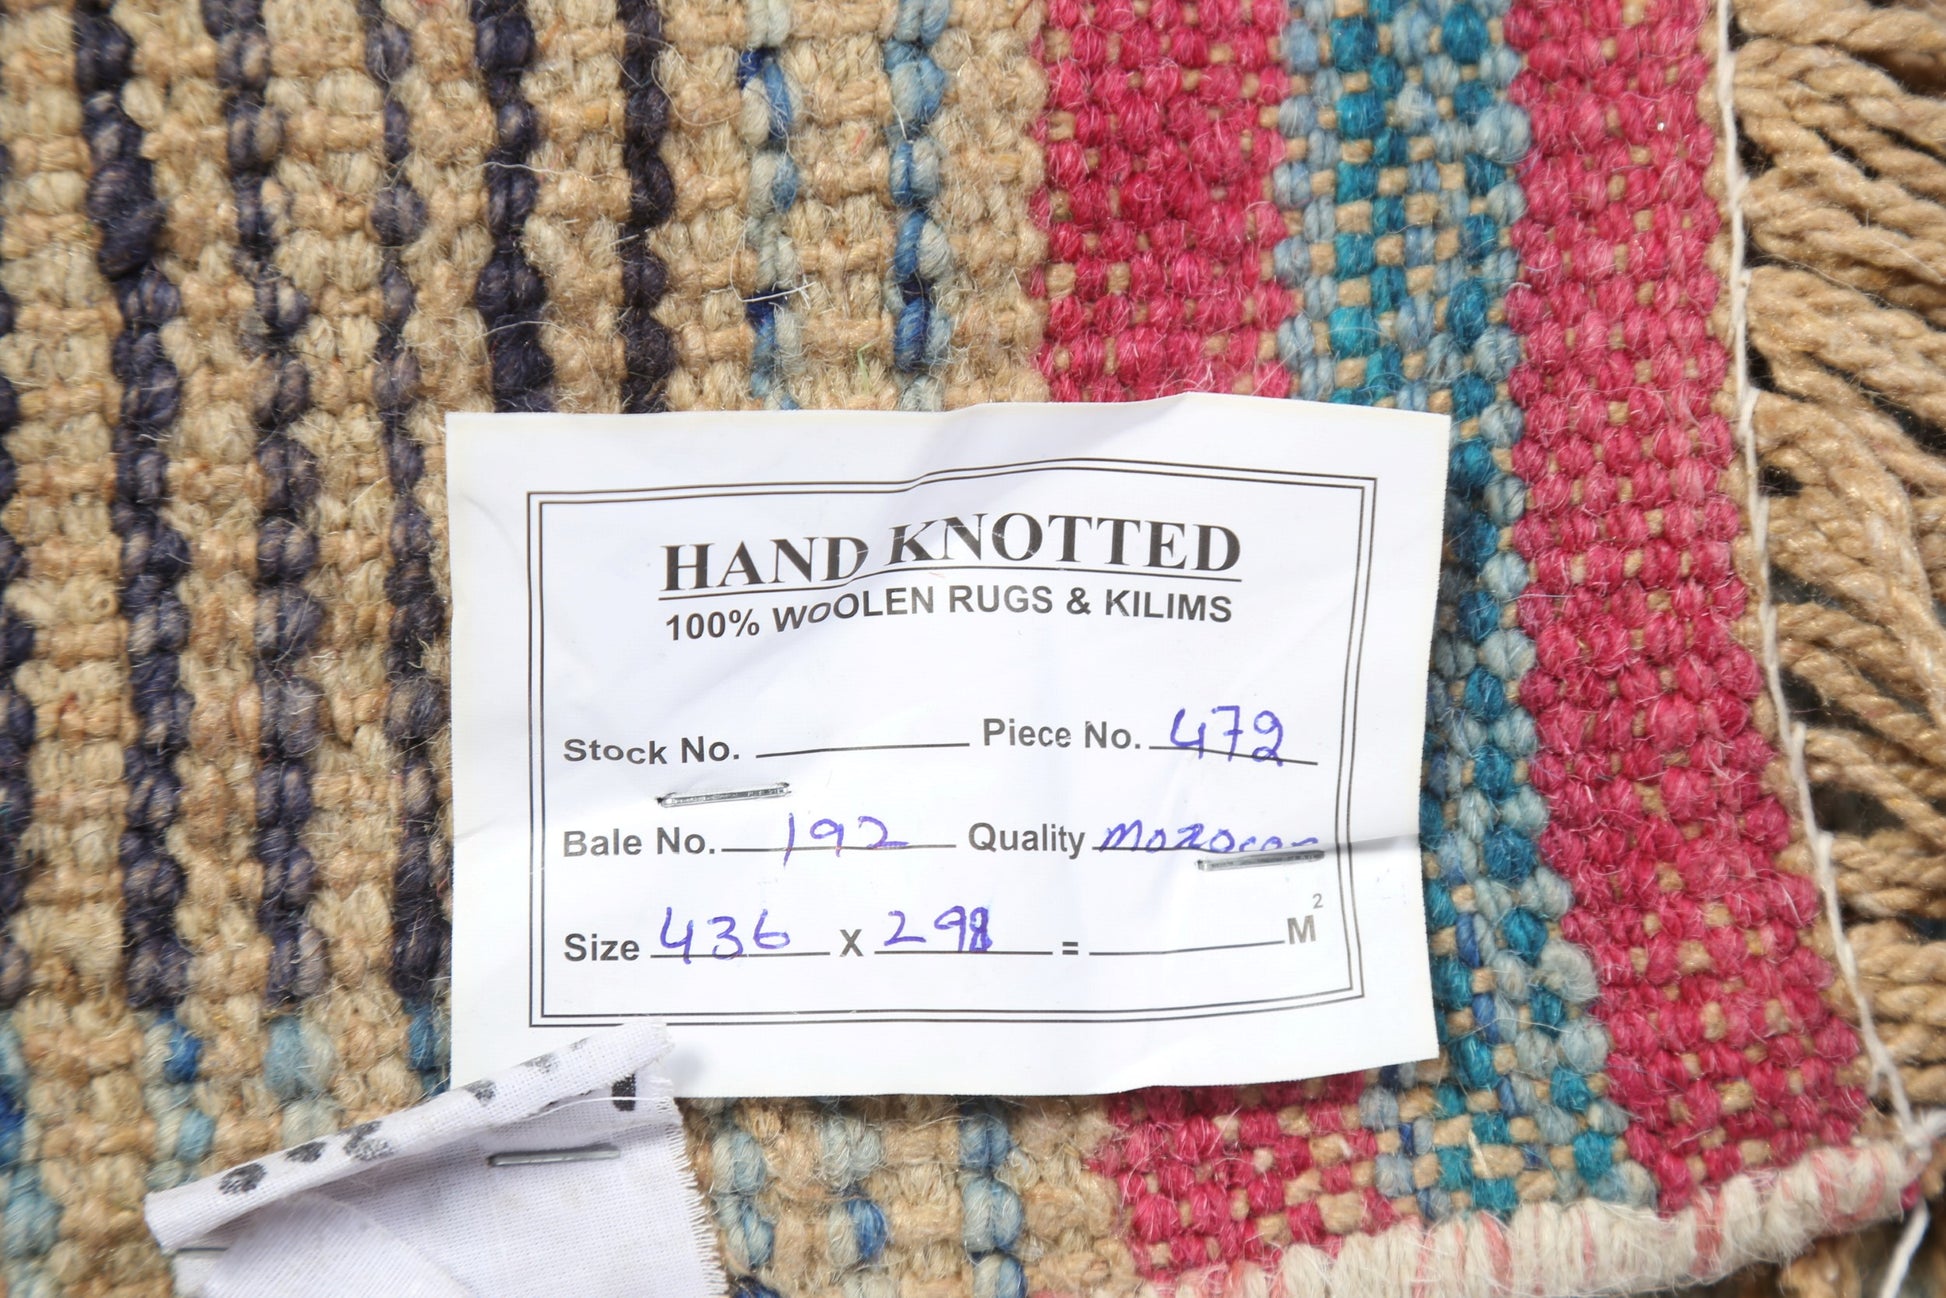 HAND KNOTTED
100% WOOLEN RUGS & KILIMS
Stock No. Piece No. 472
Bale No. 192 Quality Morocan
Size 436 X 298 = M²